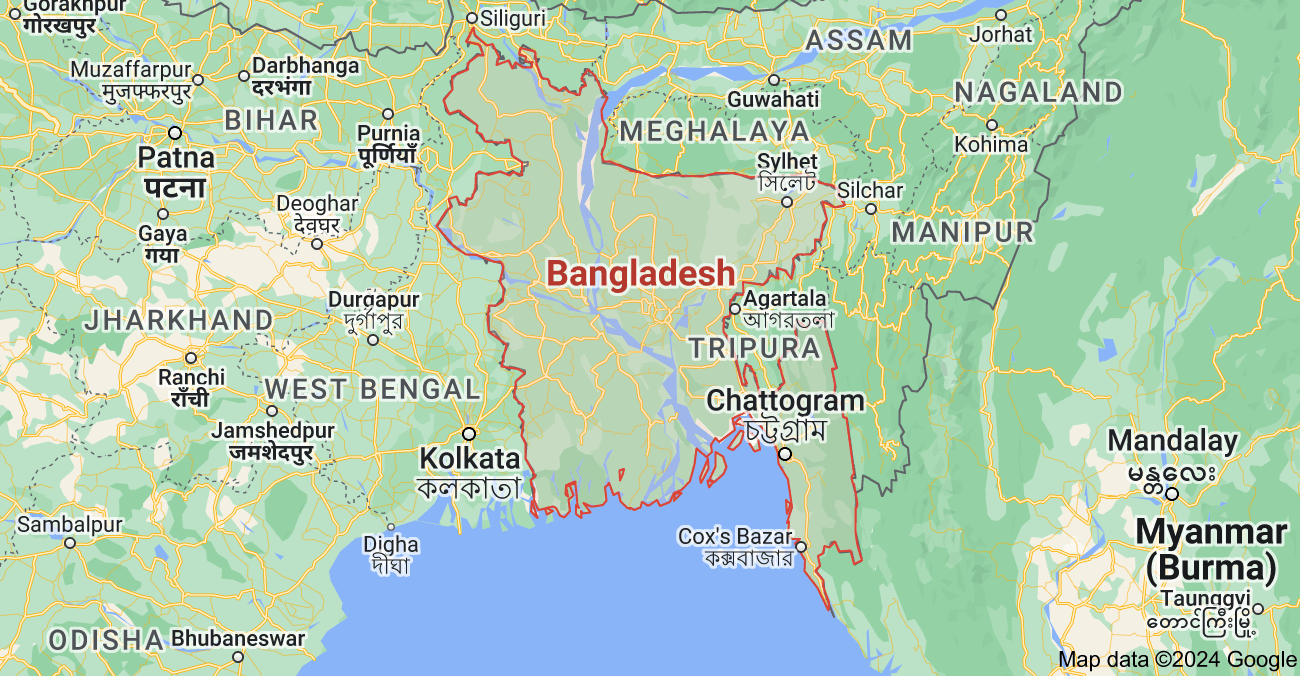 Gorakhpur
गोरखपुर
Siliguri
ASSAM
Jorhat
Muzaffarpur
मुजफ्फरपुर
Darbhanga
दरभंगा
BIHAR
Purnia
पूर्णियाँ
Guwahati
NAGALAND
MEGHALAYA
Kohima
Patna
पटना
Sylhet
সিলেট
Silchar
Deoghar
देवघर
Gaya
गया
MANIPUR
Bangladesh
Durgapur
দুর্গাপুর
Agartala
আগরতলা
JHARKHAND
TRIPURA
Ranchi
राँची
WEST BENGAL
Chattogram
চট্টগ্রাম
Jamshedpur
जमशेदपुर
Kolkata
কলকাতা
Mandalay
မန္တလေး
Sambalpur
Digha
দীঘা
Cox's Bazar
কক্সবাজার
Myanmar
(Burma)
Taunggyi
တောင်ကြီးမြို့
ODISHA
Bhubaneswar
Map data ©2024 Google